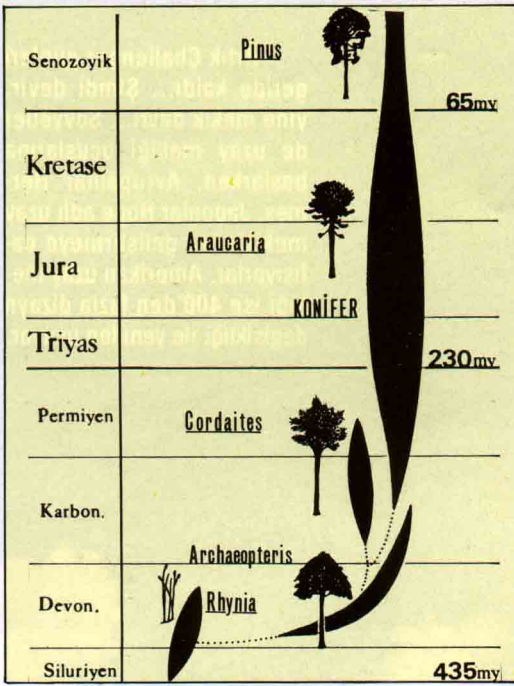 Senozoyik
Pinus
65my
Kretase
Araucaria
Jura
KONİFER
Triyas
230my
Permiyen
Cordaites
Karbon.
Archaeopteris
Devon.
Rhynia
Siluriyen
435my